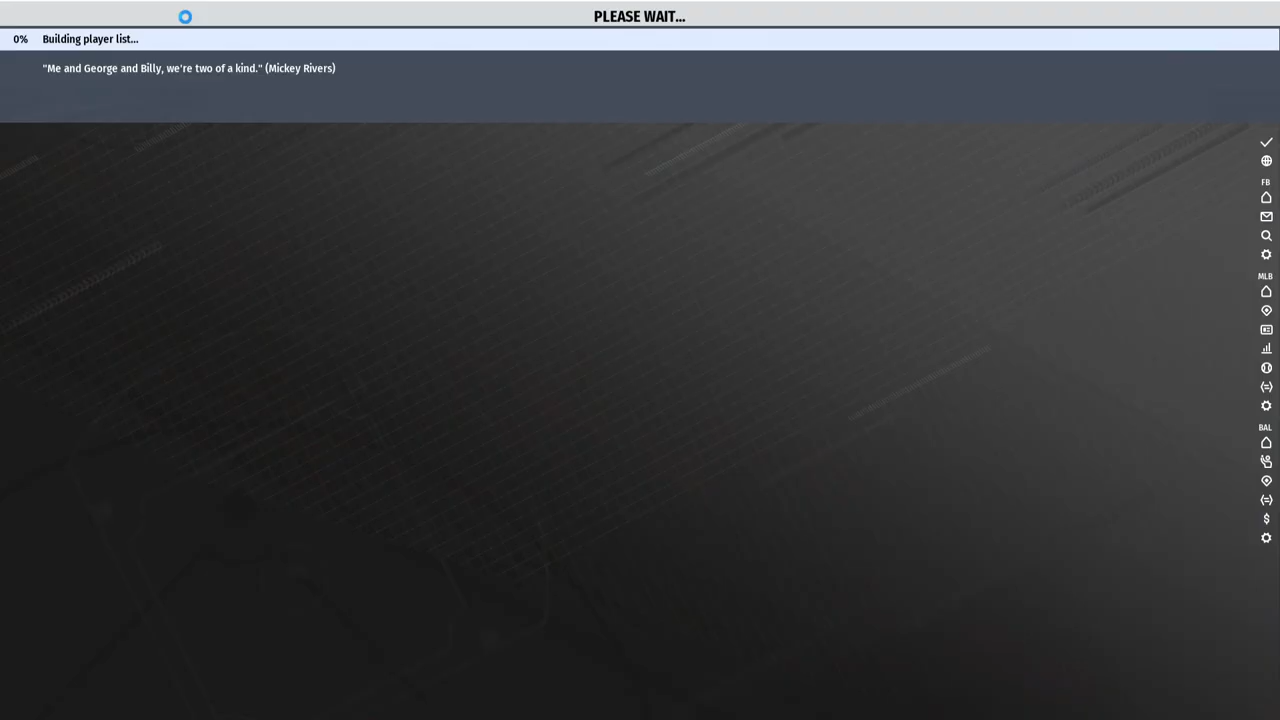 PLEASE WAIT...
0% Building player list...
"Me and George and Billy, we're two of a kind." (Mickey Rivers)
FB
MLB
BAL